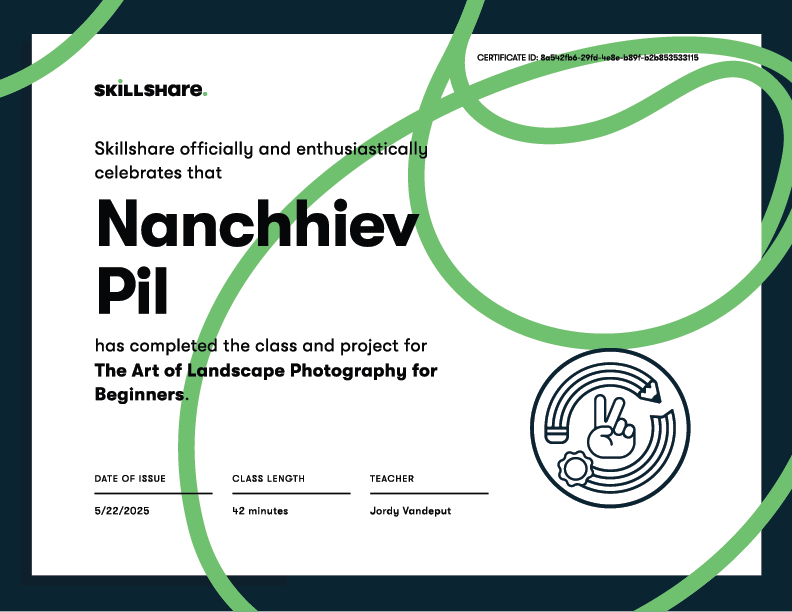 CERTIFICATE ID: 8a542fb6-29fd-4e8e-b89f-b2b853533115
SKILLSHare.
Skillshare officially and enthusiastically
celebrates that
Nanchhiev
Pil
has completed the class and project for
The Art of Landscape Photography for
Beginners.
DATE OF ISSUE
CLASS LENGTH
TEACHER
5/22/2025
42 minutes
Jordy Vandeput